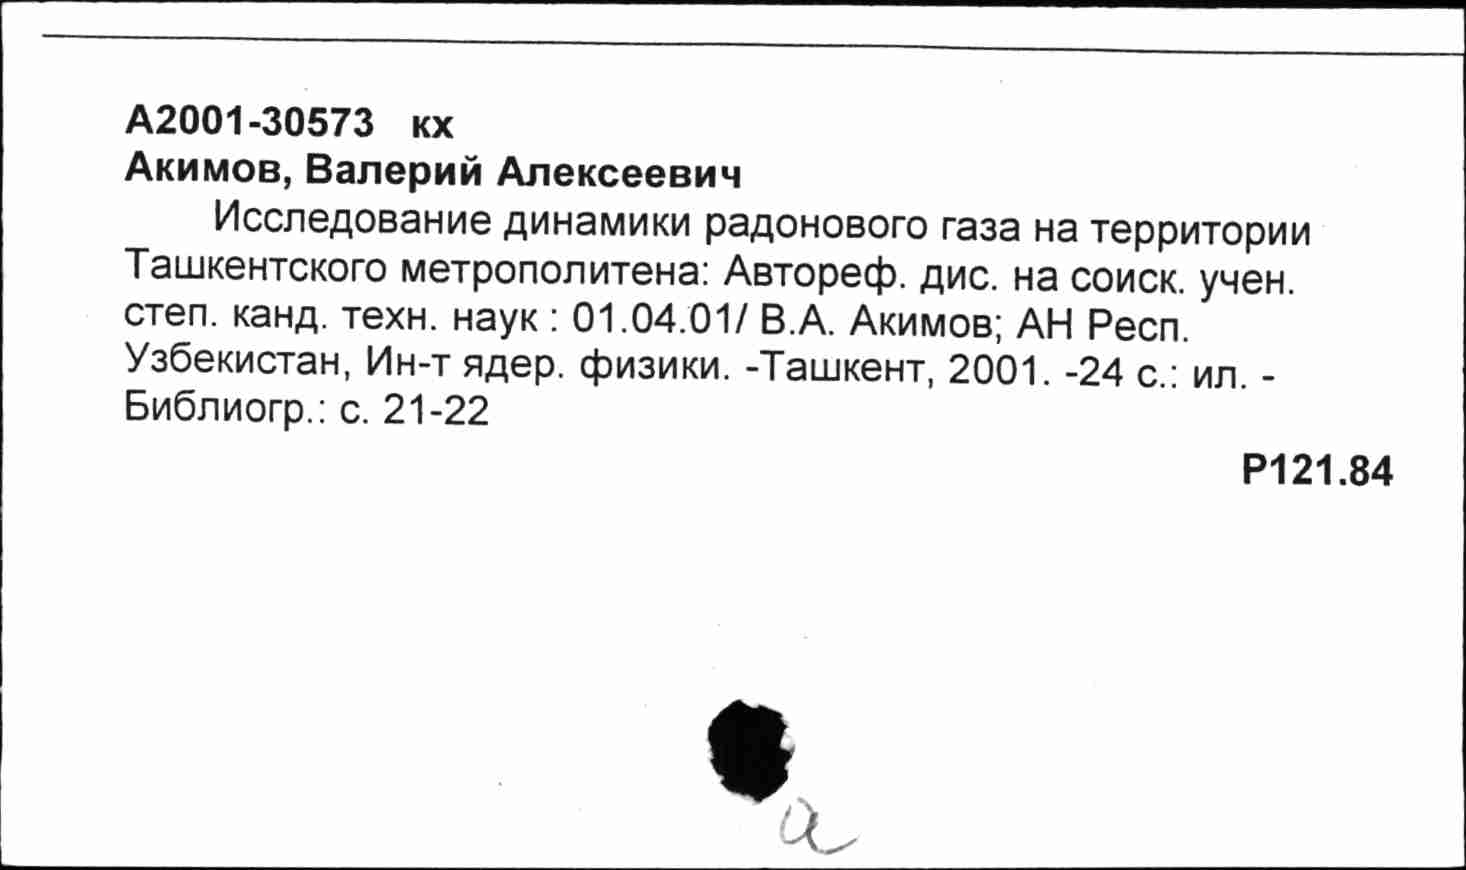 А2001-30573 кх
Акимов, Валерий Алексеевич
Исследование динамики радонового газа на территории
Ташкентского метрополитена: Автореф. дис. на соиск. учен.
степ. канд. техн. наук : 01.04.01/ В.А. Акимов; АН Респ.
Узбекистан, Ин-т ядер. физики. -Ташкент, 2001. -24 с.: ил. -
Библиогр.: с. 21-22
Р121.84
а